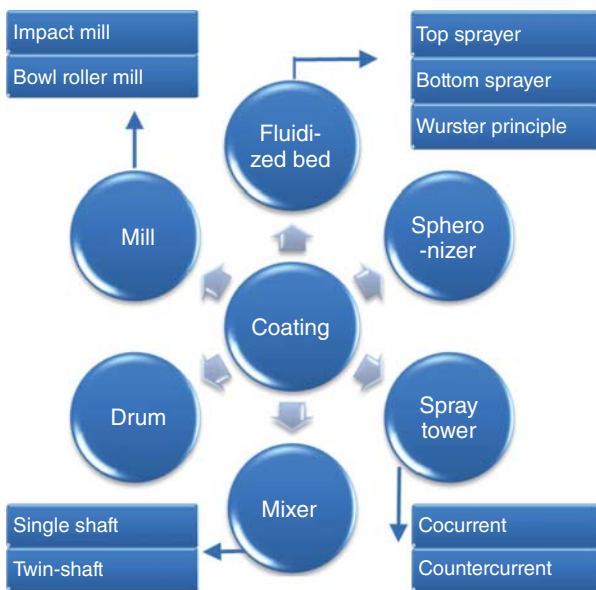 Impact mill
Bowl roller mill
Top sprayer
Bottom sprayer
Wurster principle
Fluidi-
zed bed
Mill
Sphero
-nizer
Coating
Drum
Spray
tower
Mixer
Single shaft
Twin-shaft
Cocurrent
Countercurrent